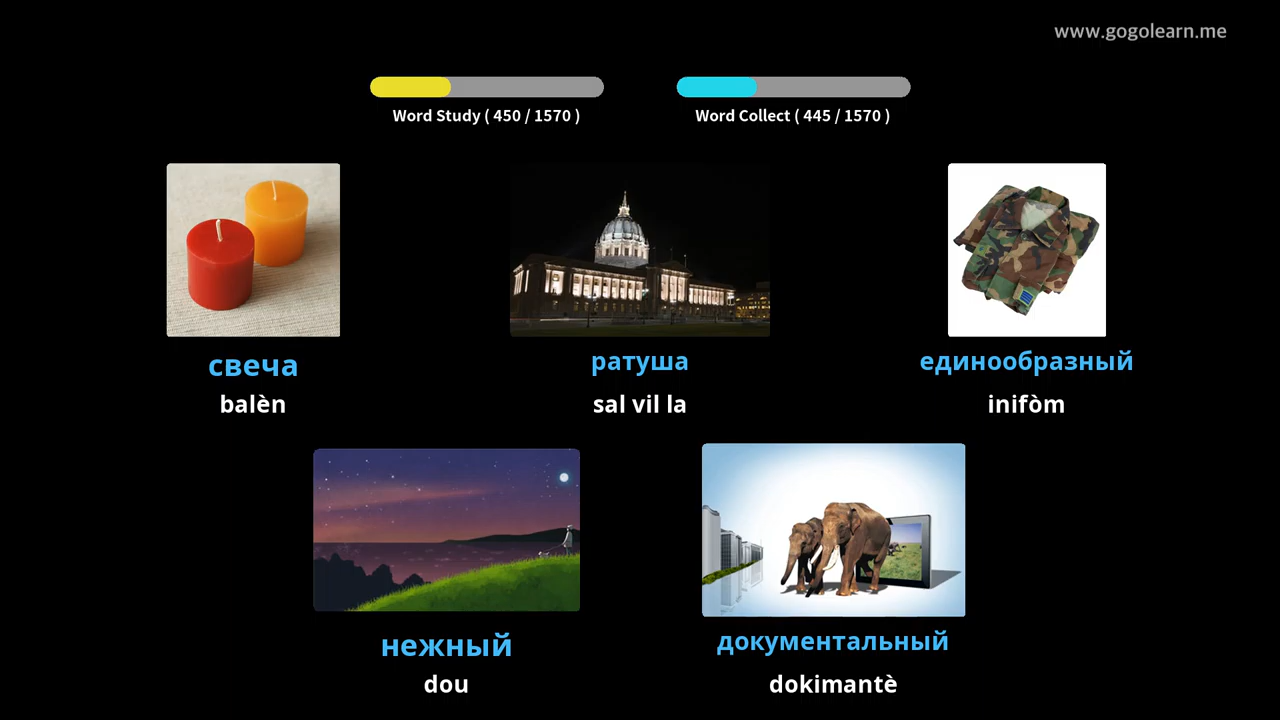 www.gogolearn.me
Word Study ( 450 / 1570 )
Word Collect ( 445 / 1570 )
свеча
balèn
ратуша
sal vil la
единообразный
inifòm
нежный
dou
документальный
dokimantè